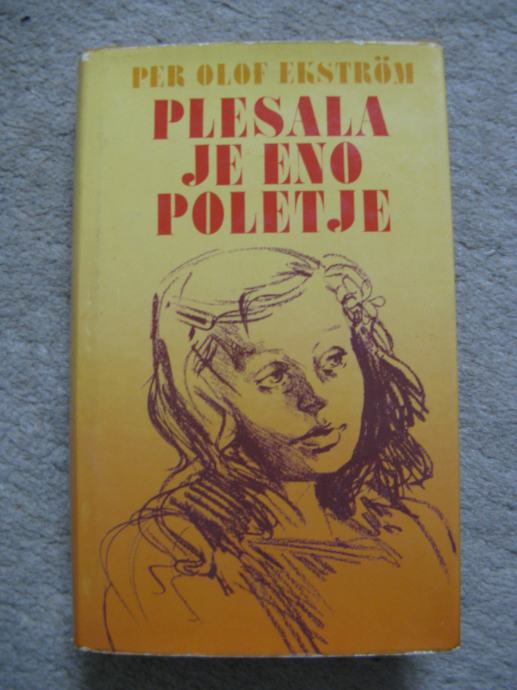 PER OLOF EKSTRÖM
PLESALA
JE ENO
POLETJE